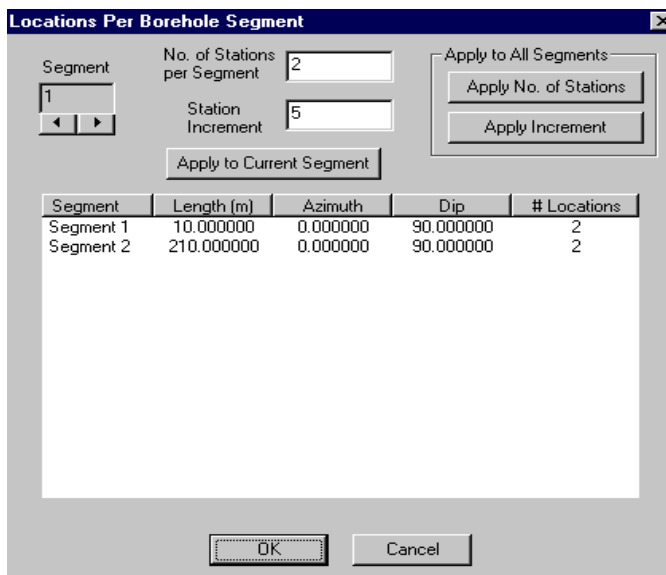 Locations Per Borehole Segment
Segment
1
No. of Stations
per Segment
2
Station
Increment
5
Apply to Current Segment
Apply to All Segments
Apply No. of Stations
Apply Increment
Segment Length (m) Azimuth Dip # Locations
Segment 1 10.000000 0.000000 90.000000 2
Segment 2 210.000000 0.000000 90.000000 2
OK Cancel